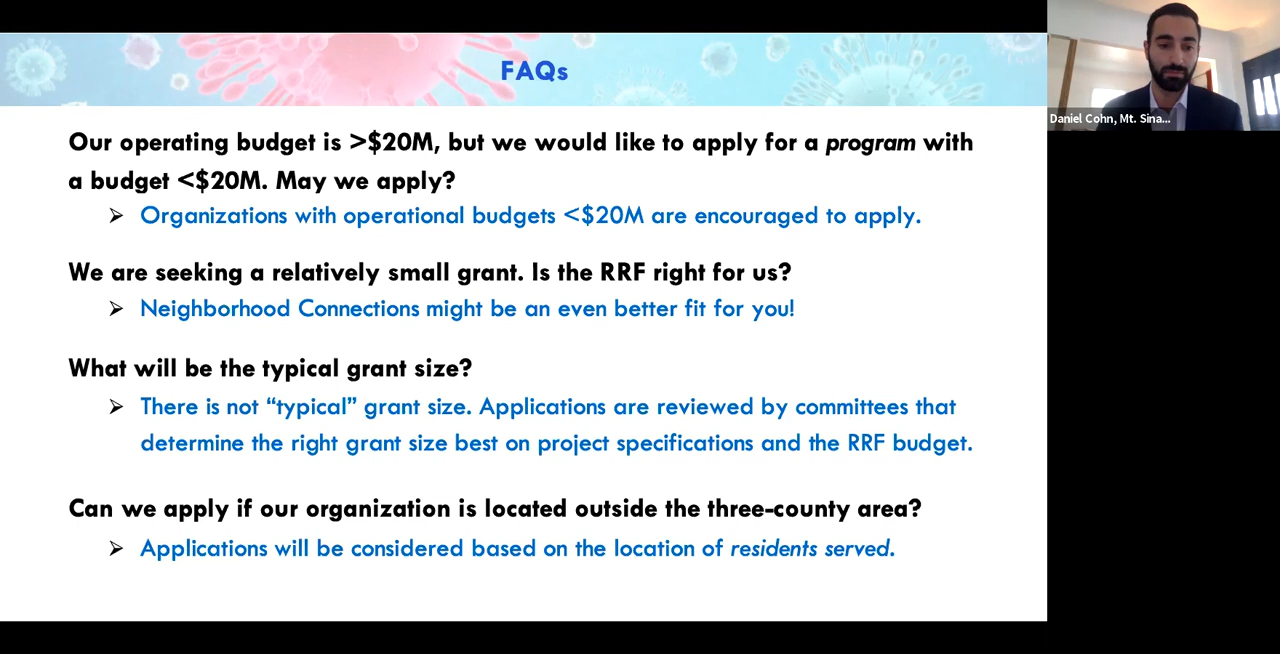 FAQs
Daniel Cohn, Mt. Sina...
Our operating budget is >$20M, but we would like to apply for a program with
a budget <$20M. May we apply?
➢ Organizations with operational budgets <$20M are encouraged to apply.
We are seeking a relatively small grant. Is the RRF right for us?
➢ Neighborhood Connections might be an even better fit for you!
What will be the typical grant size?
➢ There is not “typical” grant size. Applications are reviewed by committees that
determine the right grant size best on project specifications and the RRF budget.
Can we apply if our organization is located outside the three-county area?
➢ Applications will be considered based on the location of residents served.